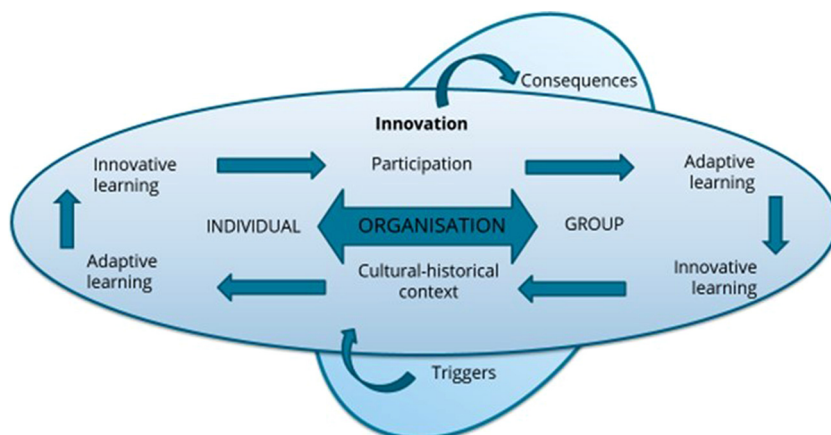 Consequences
Innovation
Innovative
learning
Participation
Adaptive
learning
INDIVIDUAL
ORGANISATION
GROUP
Adaptive
learning
Cultural-historical
context
Innovative
learning
Triggers